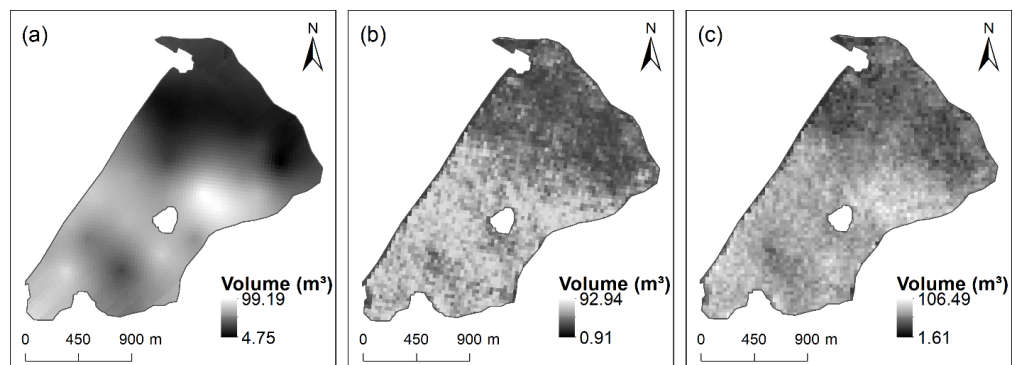 (a)
N
Volume (m³)
99.19
4.75
0 450 900 m
(b)
N
Volume (m³)
92.94
0.91
0 450 900 m
(c)
N
Volume (m³)
106.49
1.61
0 450 900 m